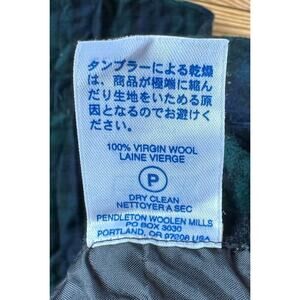 タンブラーによる乾燥
は、商品が極端に縮ん
だり生地をいためる原
因となるのでお避けく
ださい。
100% VIRGIN WOOL
LAINE VIERGE
P
DRY CLEAN
NETTOYER A SEC
PENDLETON WOOLEN MILLS
PO BOX 3030
PORTLAND, OR 97208 USA